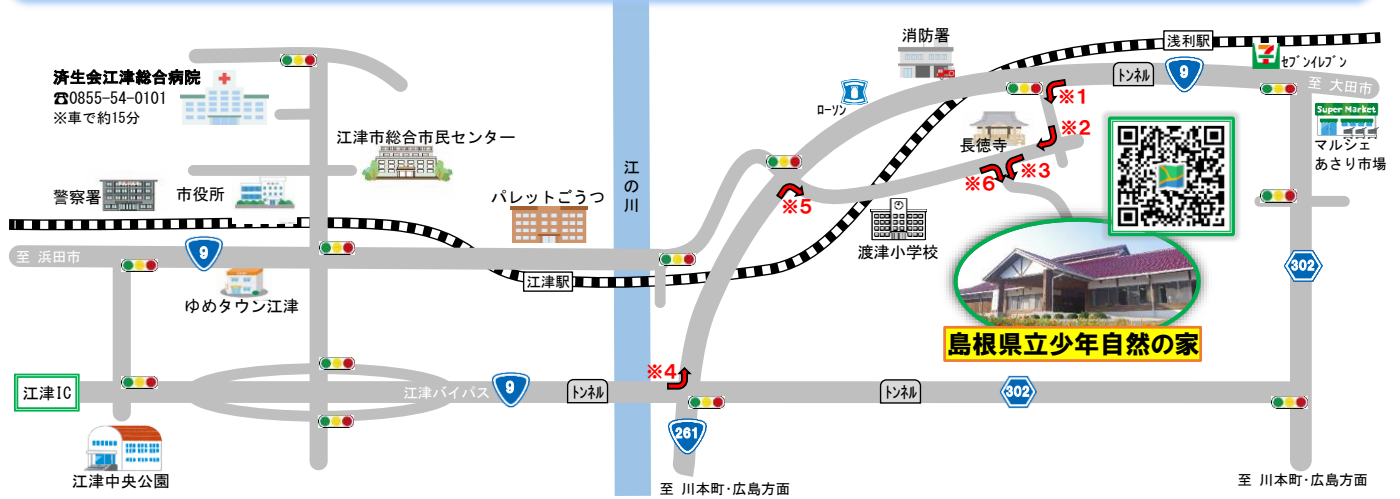 消防署
浅利駅
セブンイレブン
済生会江津総合病院
☎0855-54-0101
※車で約15分
トンネル
9
至 大田市
ローソン
※1
Super Market
江津市総合市民センター
長徳寺
※2
マルシェ
あさり市場
江の川
※3
※6
警察署
市役所
パレットごうつ
※5
渡津小学校
至 浜田市
9
302
江津駅
ゆめタウン江津
島根県立少年自然の家
※4
江津IC
江津バイパス
9
トンネル
トンネル
302
261
江津中央公園
至 川本町・広島方面
至 川本町・広島方面